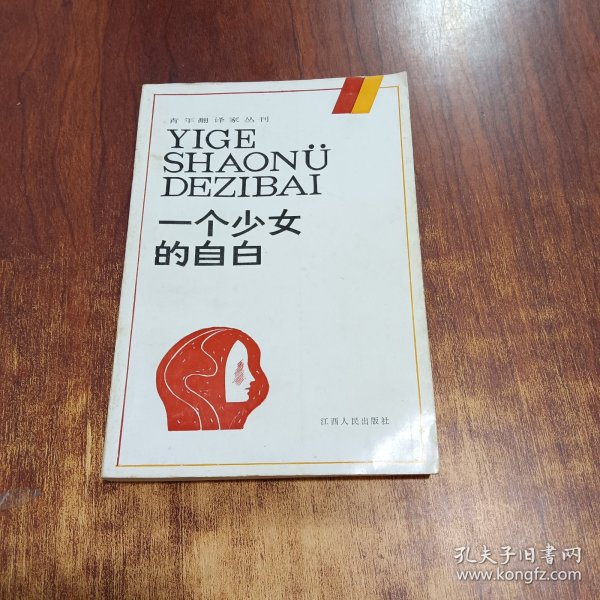 青年翻译家丛刊
YIGE
SHAONÜ
DEZIBAI
一个少女
的自白
江西人民出版社
孔夫子旧书网
www.kongfz.com